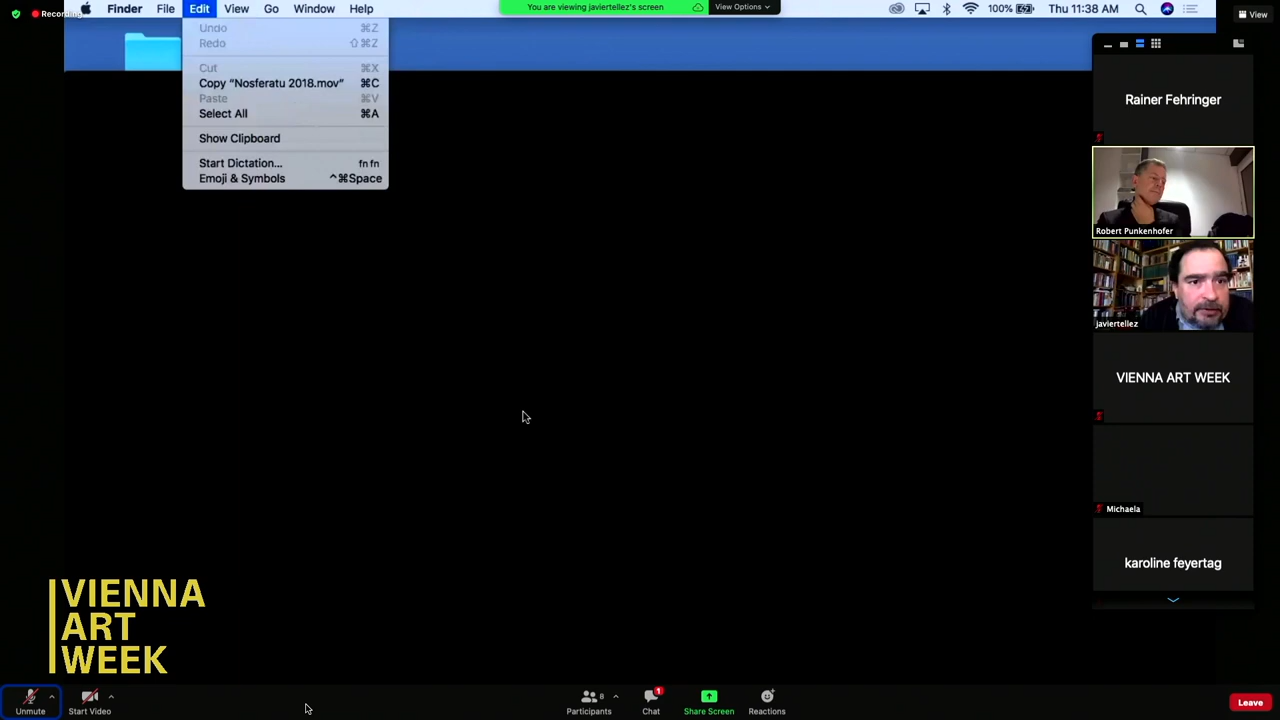 Recording
Finder File Edit View Go Window Help
You are viewing javiertellez's screen
View Options
100%
Thu 11:38 AM
View
Undo ⌘Z
Redo ⇧⌘Z
Cut ⌘X
Copy “Nosferatu 2018.mov” ⌘C
Paste ⌘V
Select All ⌘A
Show Clipboard
Start Dictation... fn fn
Emoji & Symbols ^⌘Space
Rainer Fehringer
Robert Punkenhofer
javiertellez
VIENNA ART WEEK
Michaela
karoline feyertag
VIENNA
ART
WEEK
Unmute
Start Video
Participants 8
Chat 1
Share Screen
Reactions
Leave